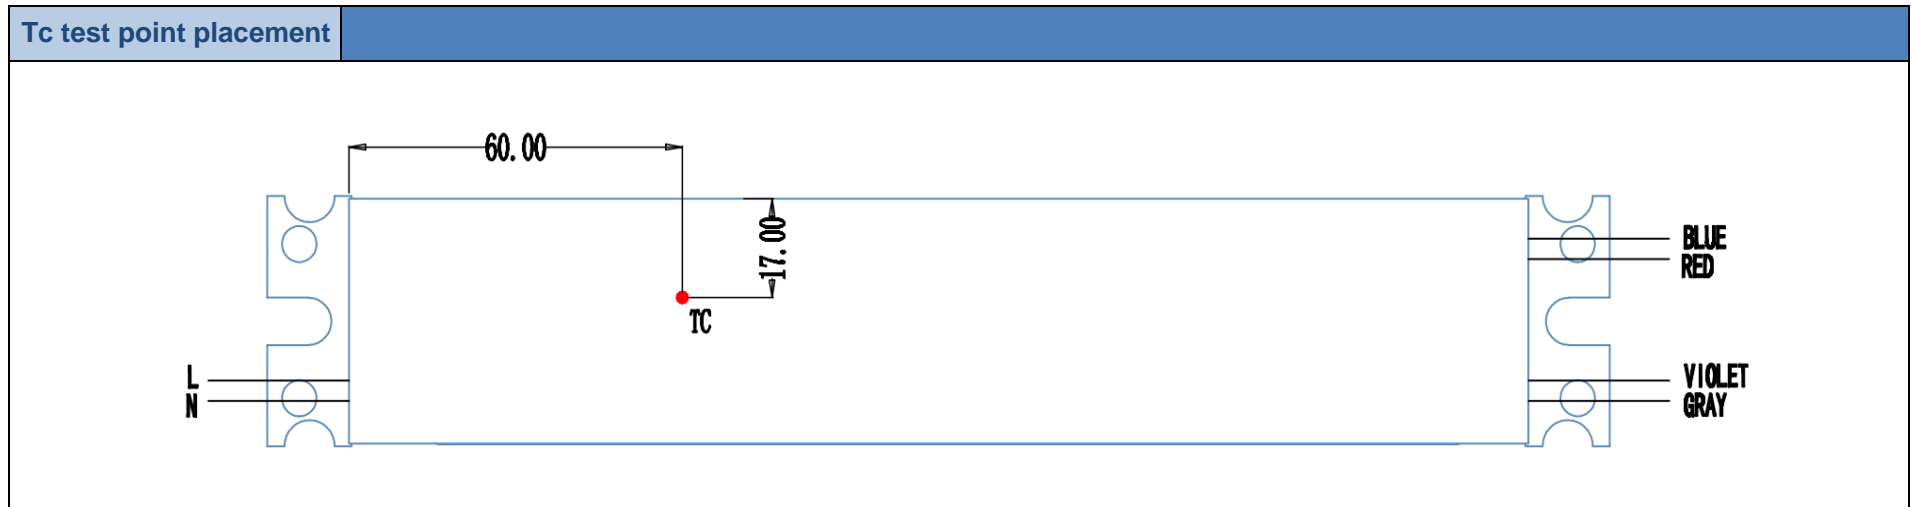 Tc test point placement
60.00
17.00
TC
BLUE
RED
L
N
VIOLET
GRAY